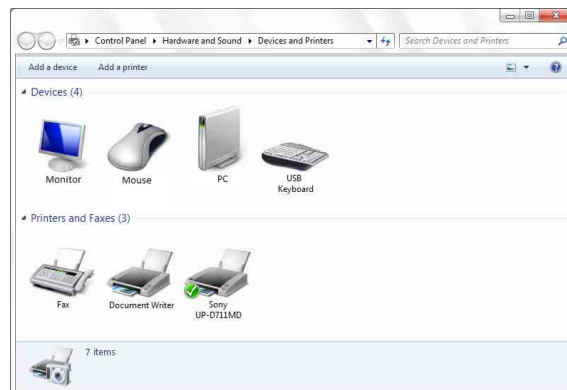 Control Panel Hardware and Sound Devices and Printers Search Devices and Printers
Add a device Add a printer
Devices (4)
Monitor Mouse PC USB Keyboard
Printers and Faxes (3)
Fax Document Writer Sony UP-D711MD
7 items